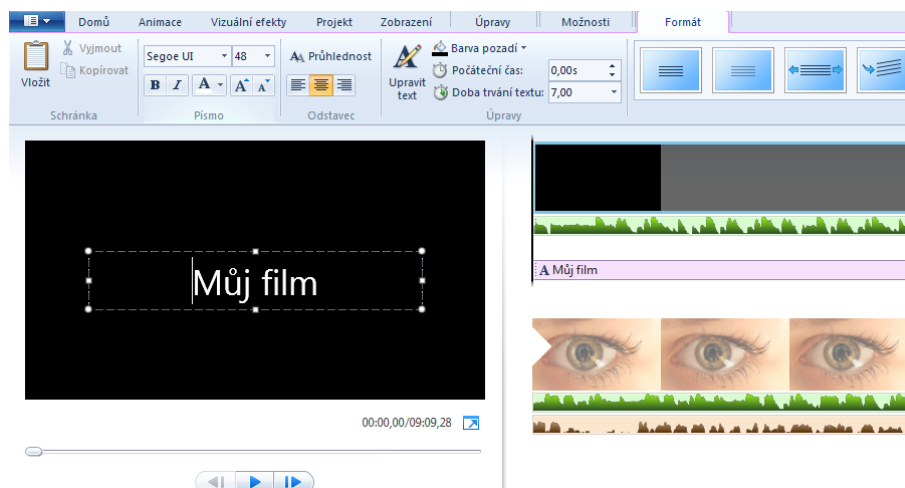 Domů Animace Vizuální efekty Projekt Zobrazení Úpravy Možnosti Formát
Vložit
Vyjmout
Kopírovat
Schránka
Segoe UI 48
B I A A A
Písmo
A Průhlednost
Odstavec
Upravit text
Barva pozadí
Počáteční čas: 0,00s
Doba trvání textu: 7,00
Úpravy
Můj film
00:00,00/09:09,28
A Můj film